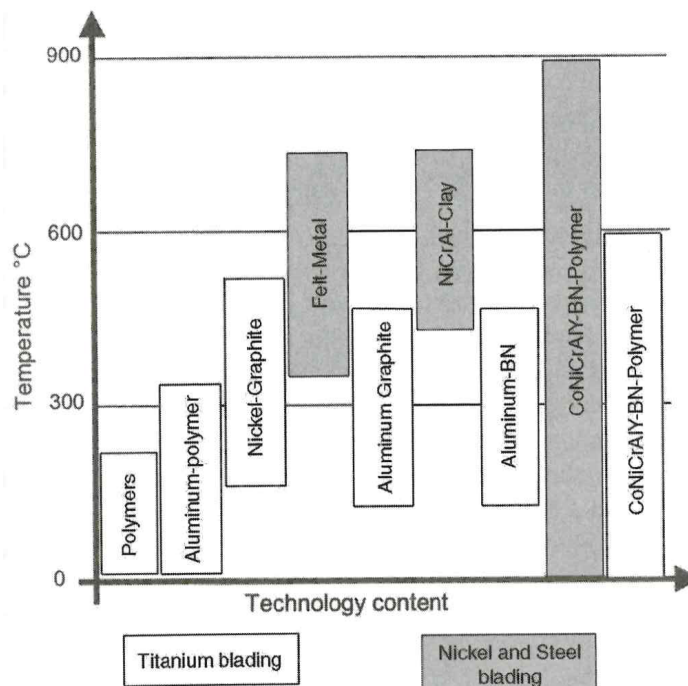 900
600
300
0
Temperature °C
Polymers
Aluminum-polymer
Nickel-Graphite
Felt-Metal
Aluminum Graphite
NiCrAl-Clay
Aluminum-BN
CoNiCrAlY-BN-Polymer
CoNiCrAlY-BN-Polymer
Technology content
Titanium blading
Nickel and Steel
blading